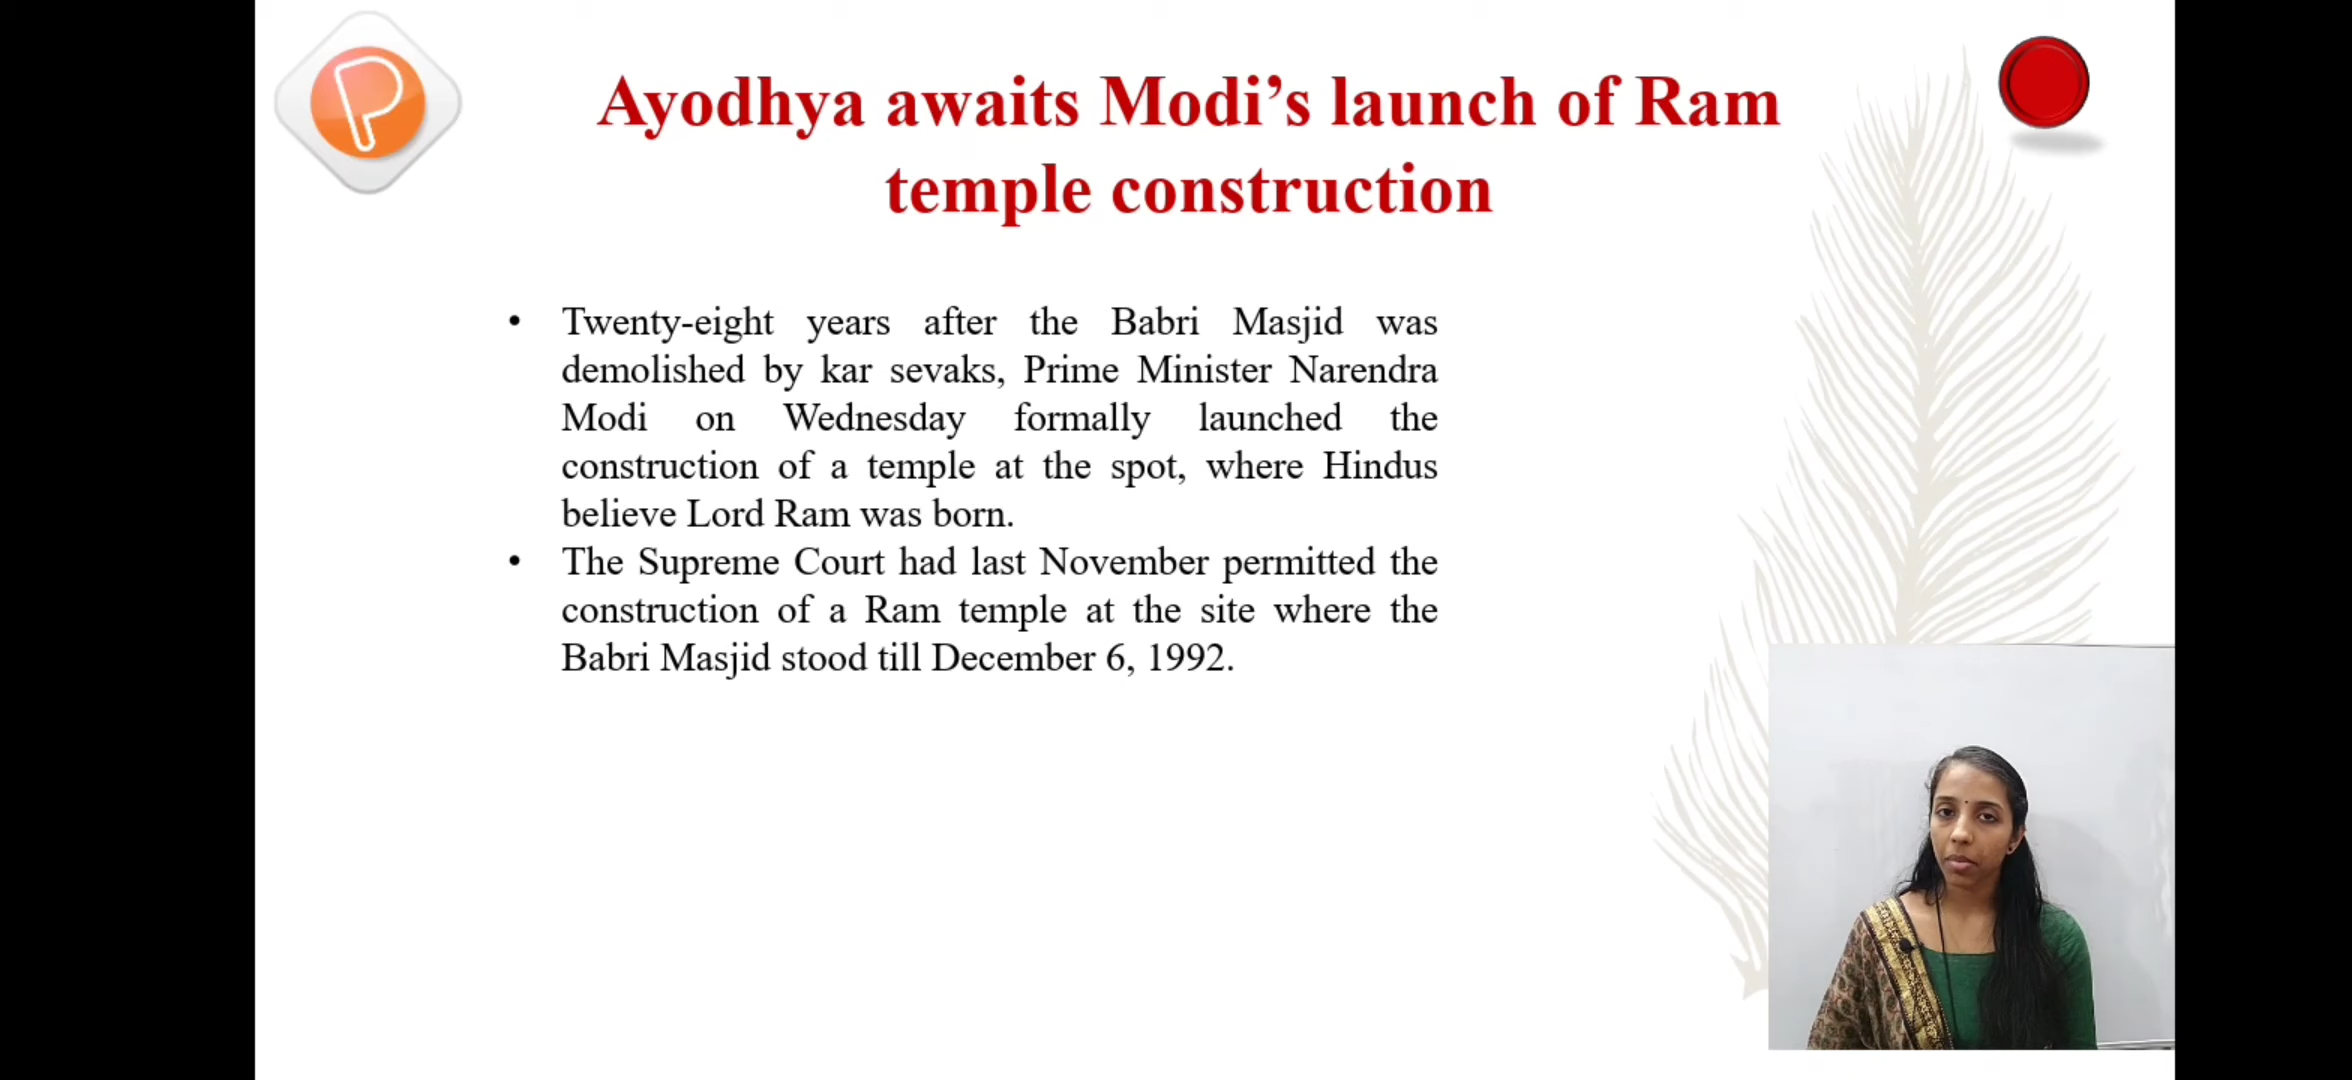 Ayodhya awaits Modi’s launch of Ram
temple construction
• Twenty-eight years after the Babri Masjid was
demolished by kar sevaks, Prime Minister Narendra
Modi on Wednesday formally launched the
construction of a temple at the spot, where Hindus
believe Lord Ram was born.
• The Supreme Court had last November permitted the
construction of a Ram temple at the site where the
Babri Masjid stood till December 6, 1992.